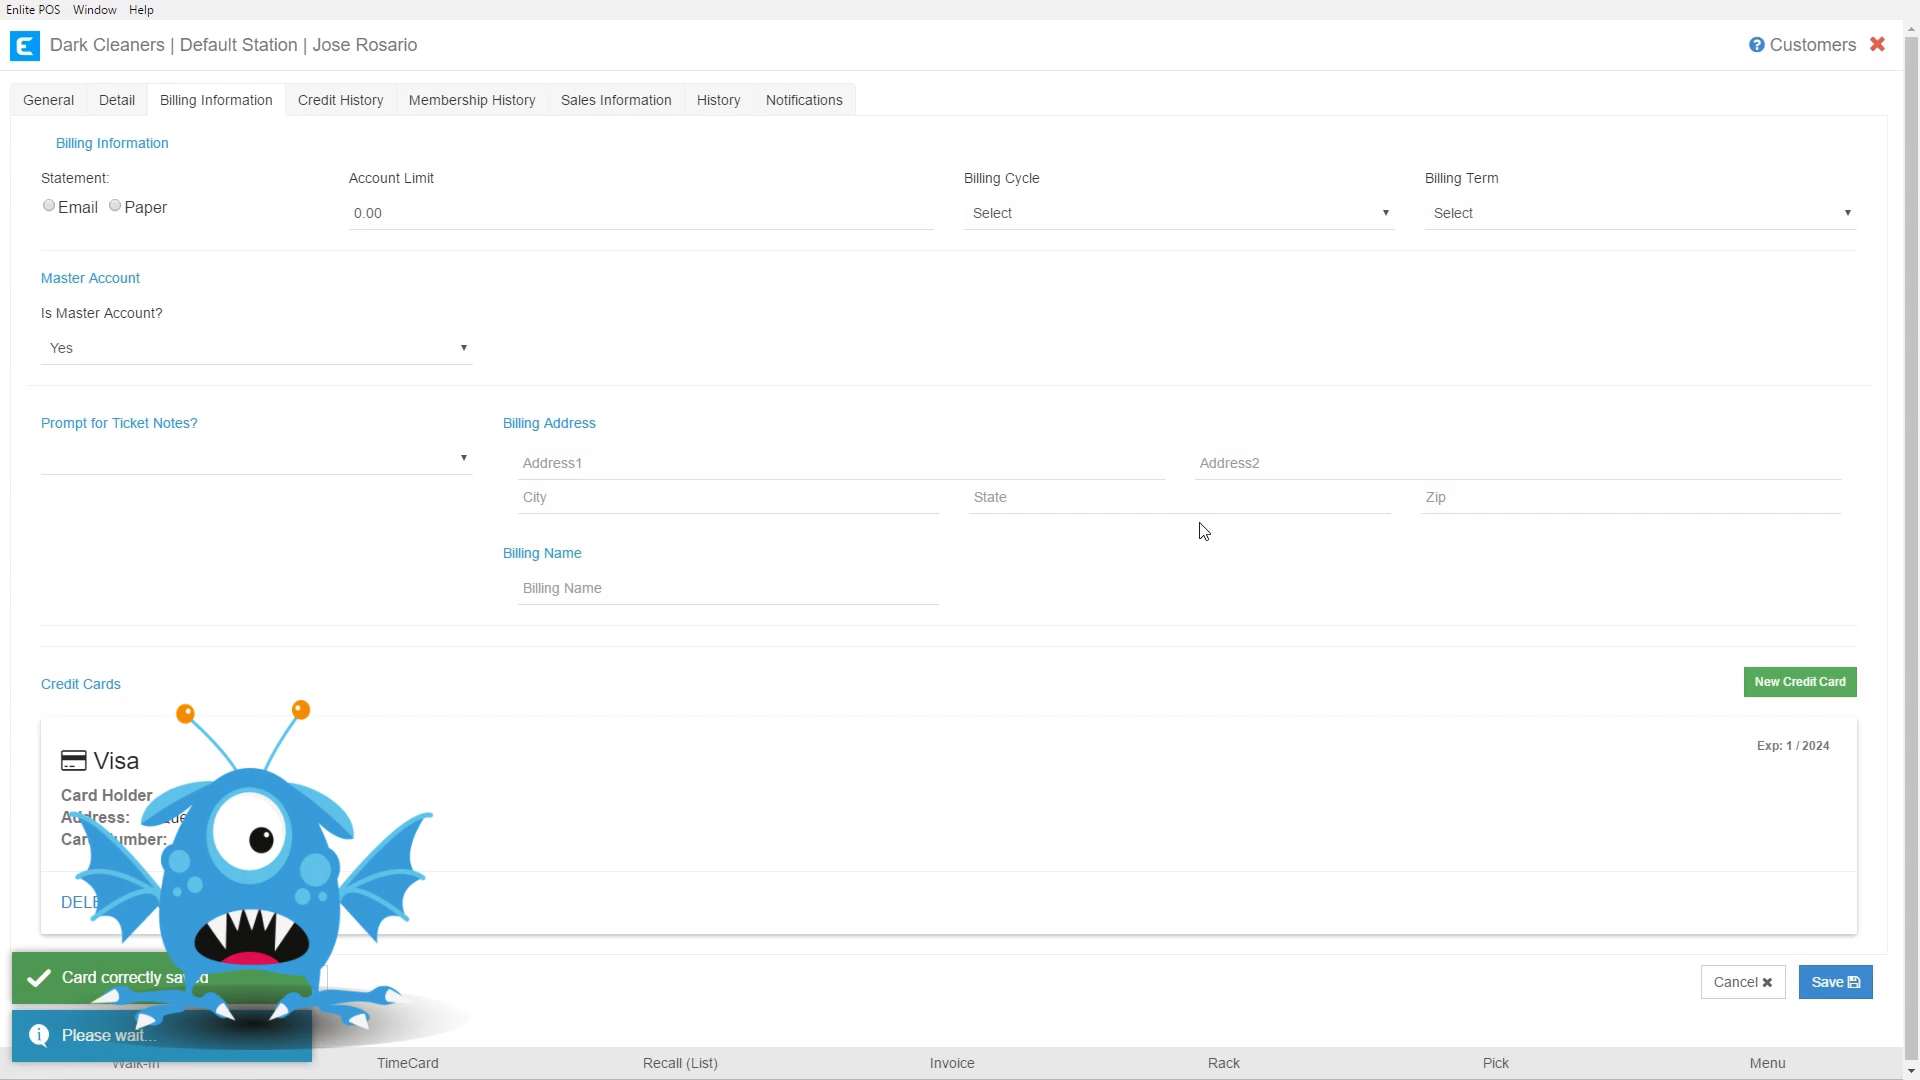 Enlite POS Window Help
E Dark Cleaners | Default Station | Jose Rosario
? Customers
General Detail Billing Information Credit History Membership History Sales Information History Notifications
Billing Information
Statement: Account Limit Billing Cycle Billing Term
Email Paper 0.00 Select Select
Master Account
Is Master Account?
Yes
Prompt for Ticket Notes? Billing Address
Address1 Address2
City State Zip
Billing Name
Billing Name
Credit Cards New Credit Card
Visa Exp: 1 / 2024
Card Holder
Address:
Card Number:
Card correctly saved
Cancel Save
Please wait...
Walk-In TimeCard Recall (List) Invoice Rack Pick Menu